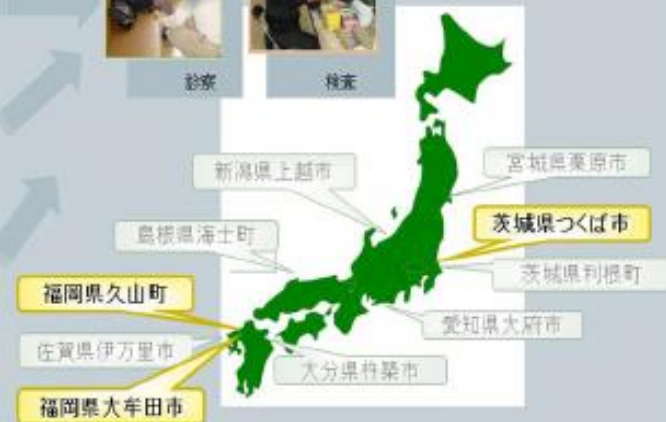 診察
検査
新潟県上越市
宮城県栗原市
茨城県つくば市
島根県海士町
茨城県利根町
福岡県久山町
愛知県大府市
佐賀県伊万里市
大分県杵築市
福岡県大牟田市